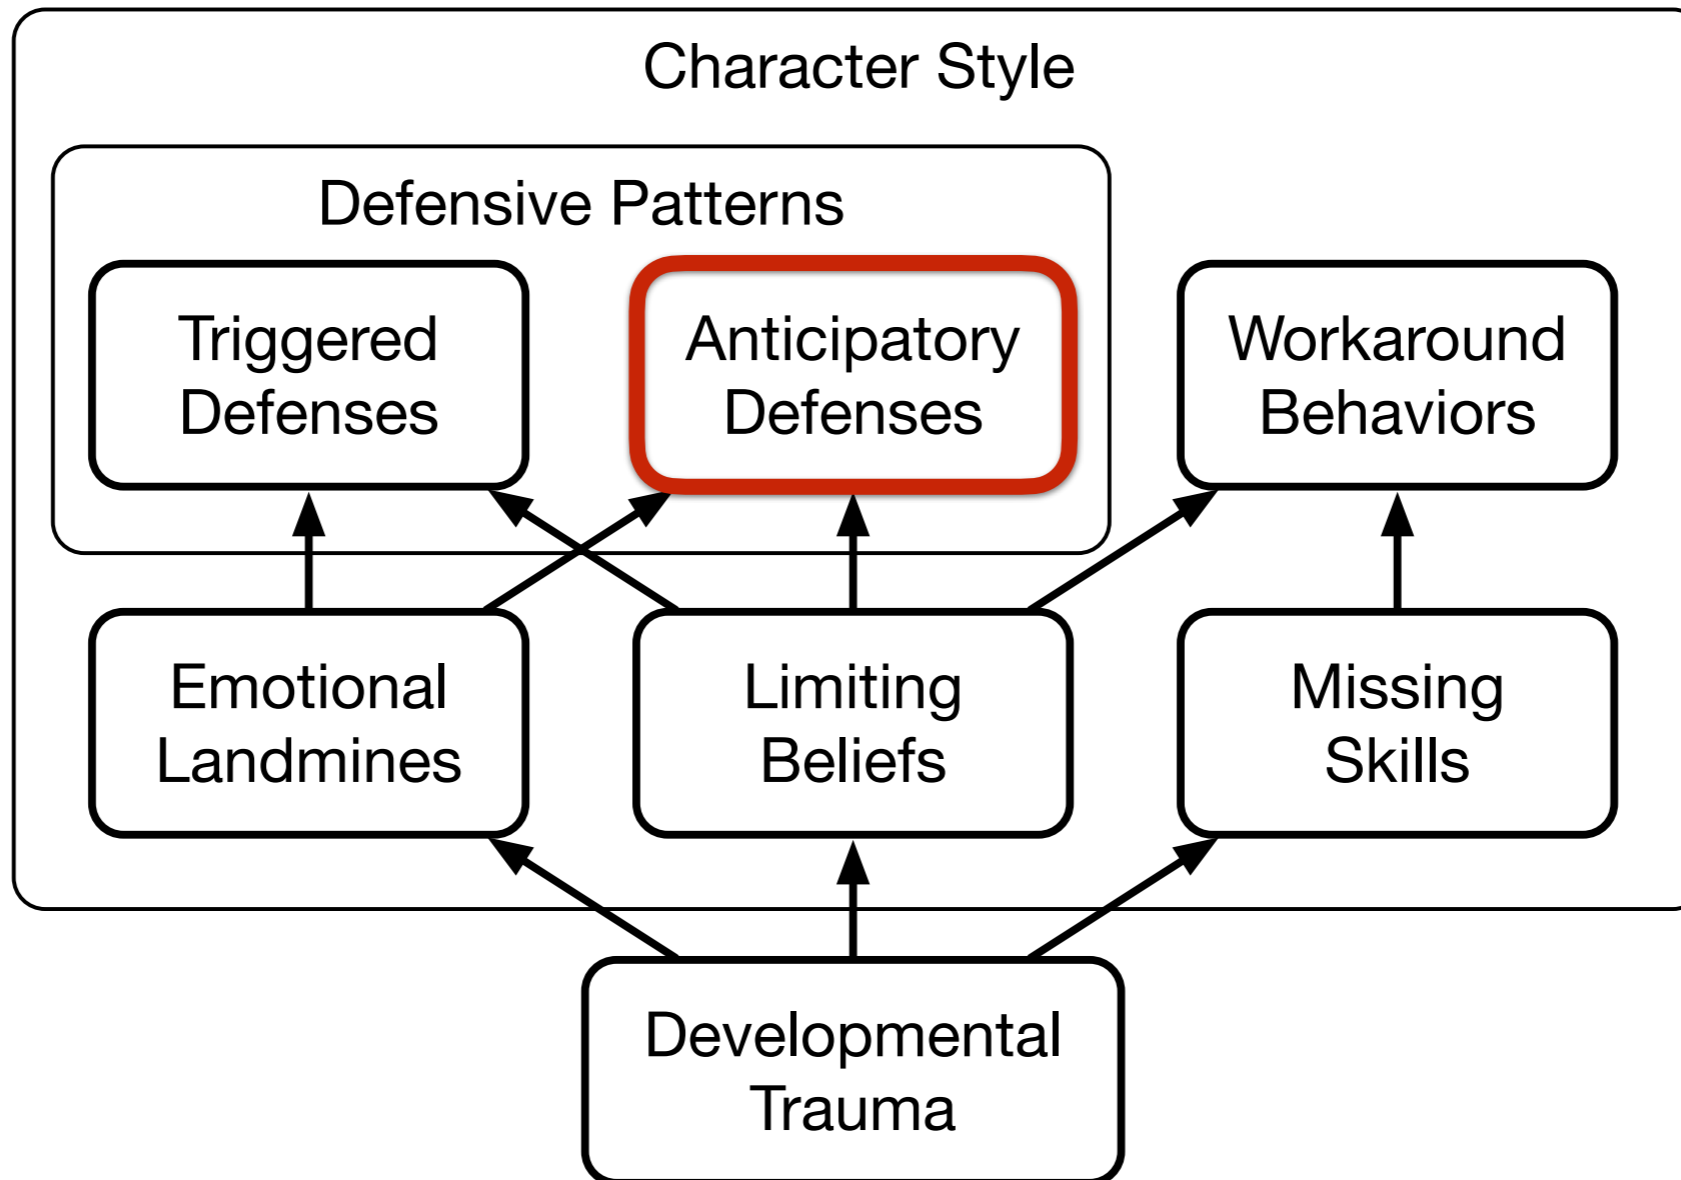 Character Style
Defensive Patterns
Triggered
Defenses
Anticipatory
Defenses
Workaround
Behaviors
Emotional
Landmines
Limiting
Beliefs
Missing
Skills
Developmental
Trauma